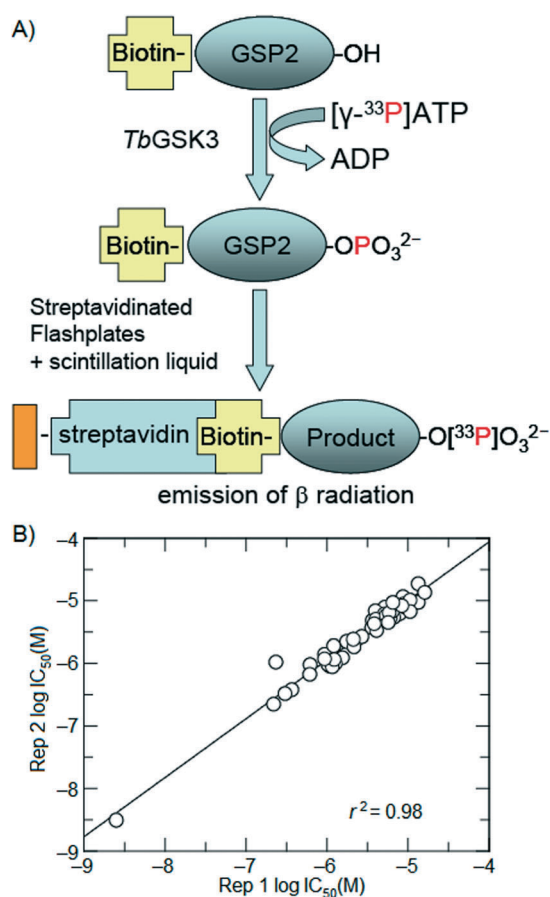 A)
Biotin-
GSP2
-OH
TbGSK3
[γ-³³P]ATP
ADP
Biotin-
GSP2
-OPO₃²⁻
Streptavidinated
Flashplates
+ scintillation liquid
-
streptavidin
Biotin-
Product
-O[³³P]O₃²⁻
emission of β radiation
B)
Rep 2 log IC₅₀(M)
–4
–5
–6
–7
–8
–9
r² = 0.98
–9
–8
–7
–6
–5
–4
Rep 1 log IC₅₀(M)